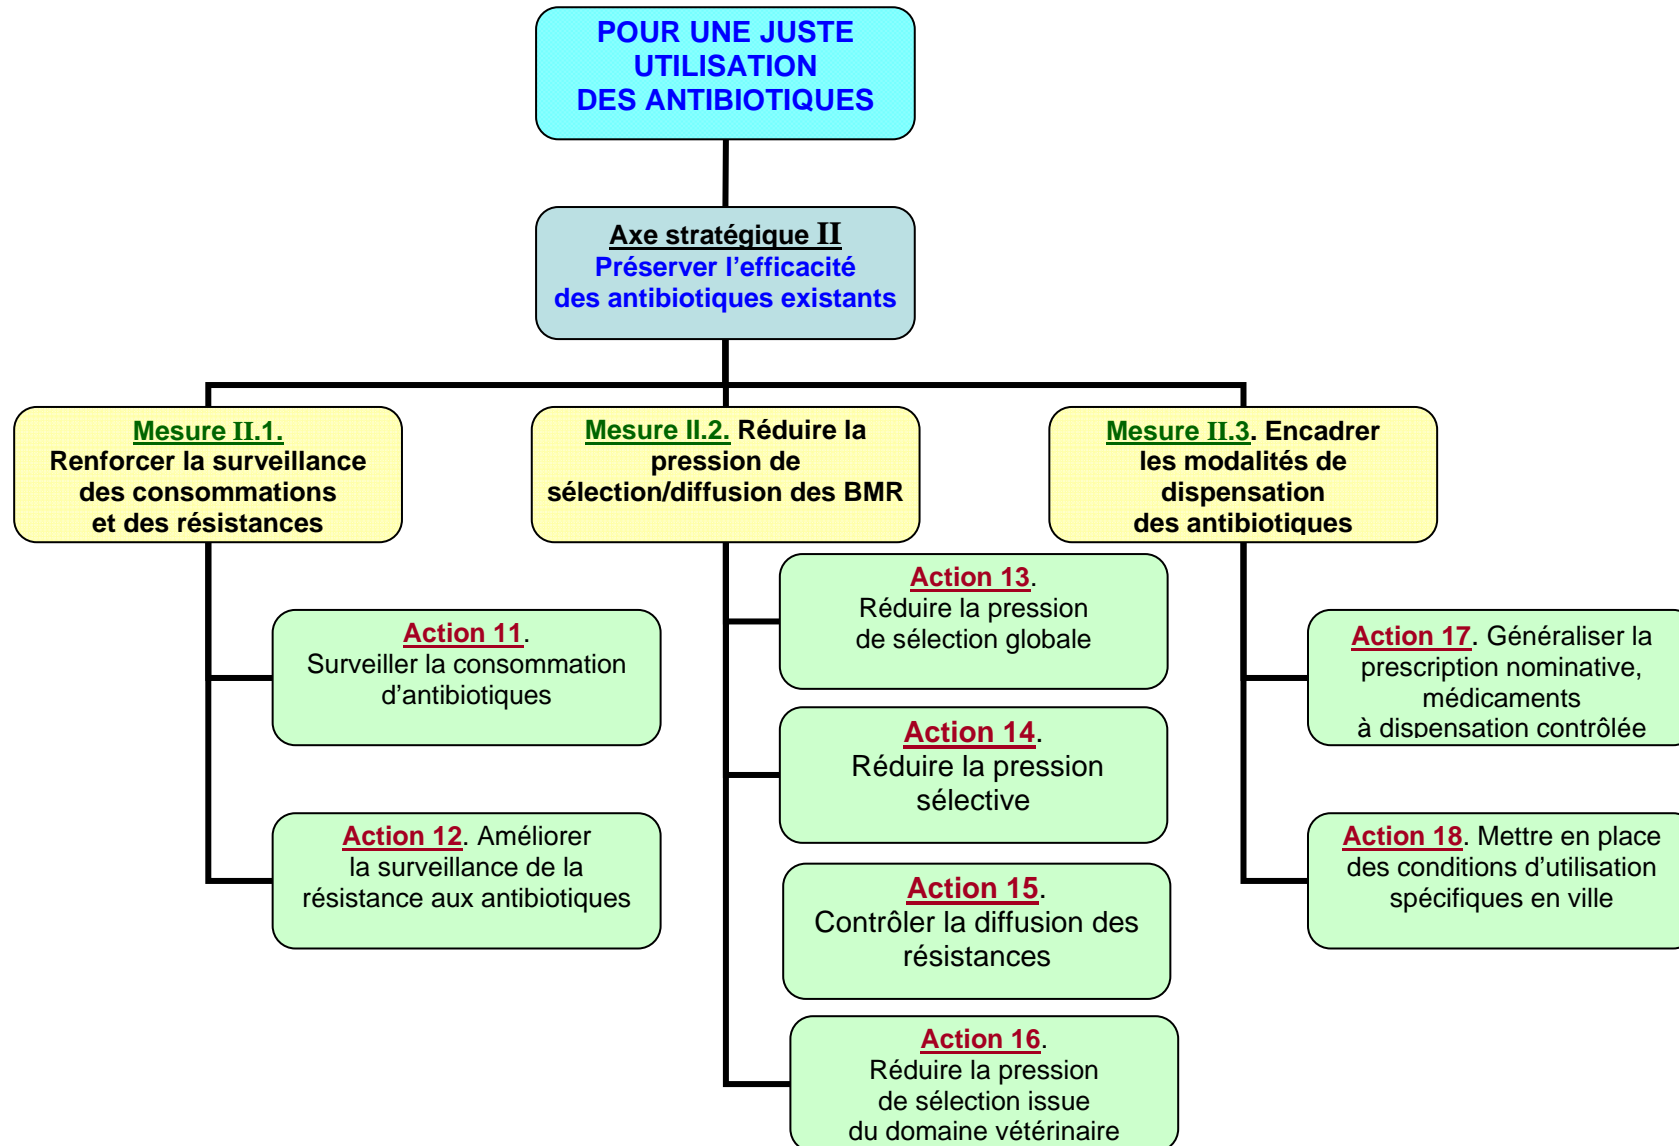 POUR UNE JUSTE
UTILISATION
DES ANTIBIOTIQUES
Axe stratégique II
Préserver l’efficacité
des antibiotiques existants
Mesure II.1.
Renforcer la surveillance
des consommations
et des résistances
Mesure II.2. Réduire la
pression de
sélection/diffusion des BMR
Mesure II.3. Encadrer
les modalités de
dispensation
des antibiotiques
Action 11.
Surveiller la consommation
d’antibiotiques
Action 12. Améliorer
la surveillance de la
résistance aux antibiotiques
Action 13.
Réduire la pression
de sélection globale
Action 14.
Réduire la pression
sélective
Action 15.
Contrôler la diffusion des
résistances
Action 16.
Réduire la pression
de sélection issue
du domaine vétérinaire
Action 17. Généraliser la
prescription nominative,
médicaments
à dispensation contrôlée
Action 18. Mettre en place
des conditions d’utilisation
spécifiques en ville